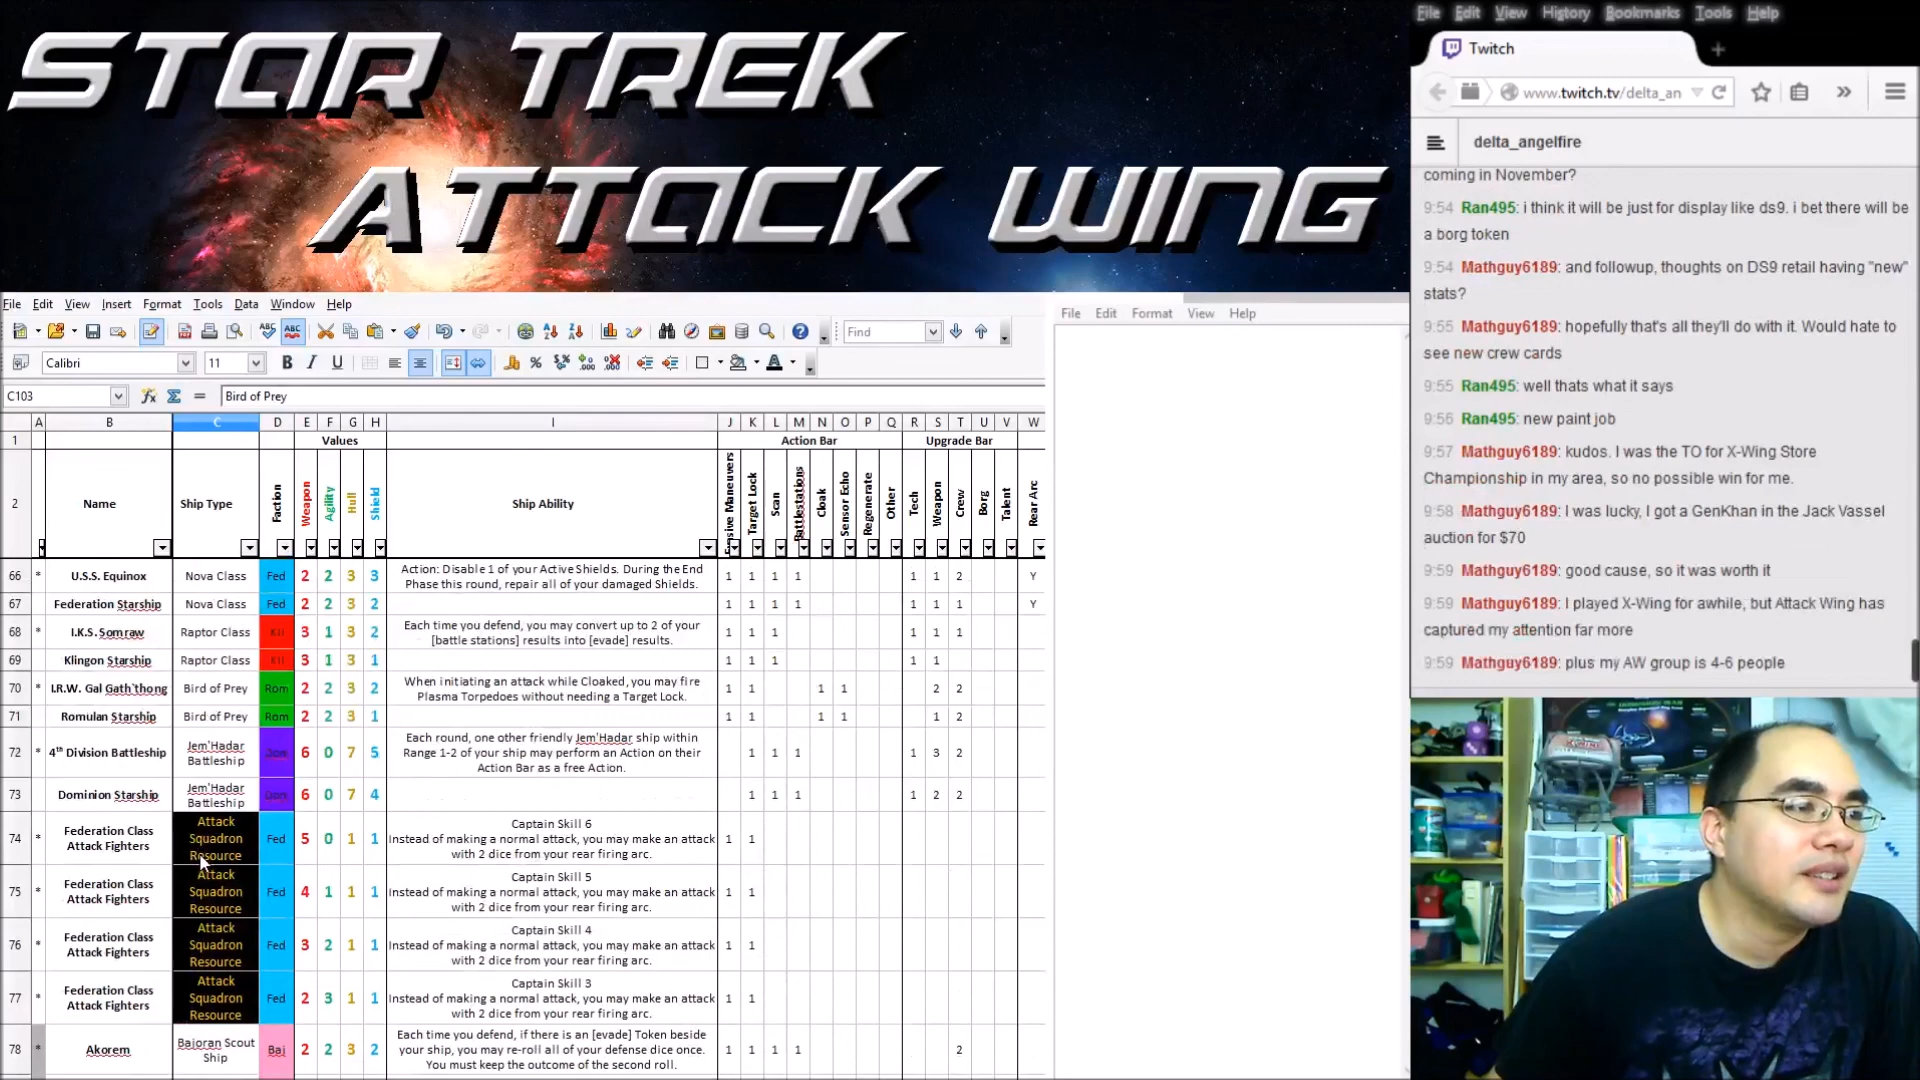 STAR TREK
ATTACK WING
File Edit View Insert Format Tools Data Window Help
Find
Calibri 11
C103 Bird of Prey
A B C D E F G H I J K L M N O P Q R S T U V W
1 Values Action Bar Upgrade Bar
2 Name Ship Type Faction Weapon Agility Hull Shield Ship Ability Maneuvers Target Lock Scan Battlestations Cloak Sensor Echo Regenerate Other Tech Weapon Crew Borg Talent Rear Arc
66 * U.S.S. Equinox Nova Class Fed 2 2 3 3 Action: Disable 1 of your Active Shields. During the End
Phase this round, repair all of your damaged Shields. 1 1 1 1 1 1 2 Y
67 Federation Starship Nova Class Fed 2 2 3 2 1 1 1 1 1 1 1 Y
68 * I.K.S. Somraw Raptor Class Kli 3 1 3 2 Each time you defend, you may convert up to 2 of your
[battle stations] results into [evade] results. 1 1 1 1 1 1
69 Klingon Starship Raptor Class Kli 3 1 3 1 1 1 1 1 1
70 * I.R.W. Gal Gath'thong Bird of Prey Rom 2 2 3 2 When initiating an attack while Cloaked, you may fire
Plasma Torpedoes without needing a Target Lock. 1 1 1 1 2 2
71 Romulan Starship Bird of Prey Rom 2 2 3 1 1 1 1 1 1 2
72 * 4th Division Battleship Jem'Hadar
Battleship Dom 6 0 7 5 Each round, one other friendly Jem'Hadar ship within
Range 1-2 of your ship may perform an Action on their
Action Bar as a free Action. 1 1 1 1 3 2
73 Dominion Starship Jem'Hadar
Battleship Dom 6 0 7 4 1 1 1 1 2 2
74 * Federation Class
Attack Fighters Attack
Squadron
Resource Fed 5 0 1 1 Captain Skill 6
Instead of making a normal attack, you may make an attack
with 2 dice from your rear firing arc. 1 1
75 * Federation Class
Attack Fighters Attack
Squadron
Resource Fed 4 1 1 1 Captain Skill 5
Instead of making a normal attack, you may make an attack
with 2 dice from your rear firing arc. 1 1
76 * Federation Class
Attack Fighters Attack
Squadron
Resource Fed 3 2 1 1 Captain Skill 4
Instead of making a normal attack, you may make an attack
with 2 dice from your rear firing arc. 1 1
77 * Federation Class
Attack Fighters Attack
Squadron
Resource Fed 2 3 1 1 Captain Skill 3
Instead of making a normal attack, you may make an attack
with 2 dice from your rear firing arc. 1 1
78 * Akorem Bajoran Scout
Ship Baj 2 2 3 2 Each time you defend, if there is an [evade] Token beside
your ship, you may re-roll all of your defense dice once.
You must keep the outcome of the second roll. 1 1 1 1 2
File Edit Format View Help
File Edit View History Bookmarks Tools Help
Twitch
www.twitch.tv/delta_an
delta_angelfire
coming in November?
9:54 Ran495: i think it will be just for display like ds9. i bet there will be
a borg token
9:54 Mathguy6189: and followup, thoughts on DS9 retail having "new"
stats?
9:55 Mathguy6189: hopefully that's all they'll do with it. Would hate to
see new crew cards
9:55 Ran495: well thats what it says
9:56 Ran495: new paint job
9:57 Mathguy6189: kudos. I was the TO for X-Wing Store
Championship in my area, so no possible win for me.
9:58 Mathguy6189: I was lucky, I got a GenKhan in the Jack Vassel
auction for $70
9:59 Mathguy6189: good cause, so it was worth it
9:59 Mathguy6189: I played X-Wing for awhile, but Attack Wing has
captured my attention far more
9:59 Mathguy6189: plus my AW group is 4-6 people